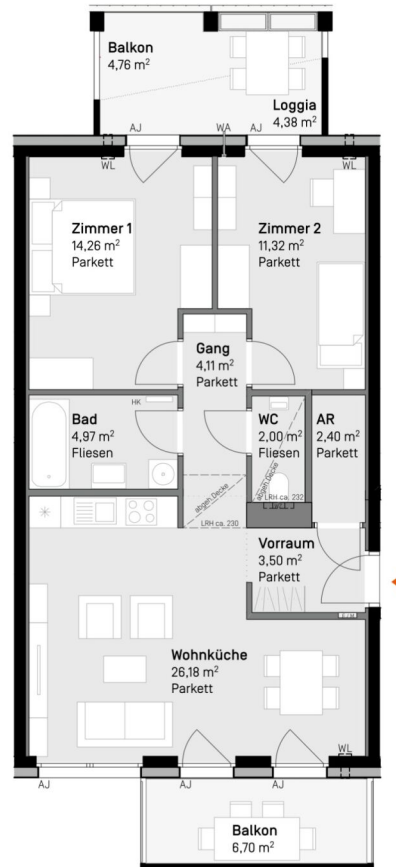 Balkon
4,76 m²
Loggia
4,38 m²
AJ
WA
AJ
WL
WL
Zimmer 1
14,26 m²
Parkett
Zimmer 2
11,32 m²
Parkett
Gang
4,11 m²
Parkett
HK
Bad
4,97 m²
Fliesen
WC
2,00 m²
Fliesen
AR
2,40 m²
Parkett
abgeh Decke
LRH ca. 232
abgeh Decke
LRH ca. 230
Vorraum
3,50 m²
Parkett
Wohnküche
26,18 m²
Parkett
WL
AJ
AJ
AJ
Balkon
6,70 m²